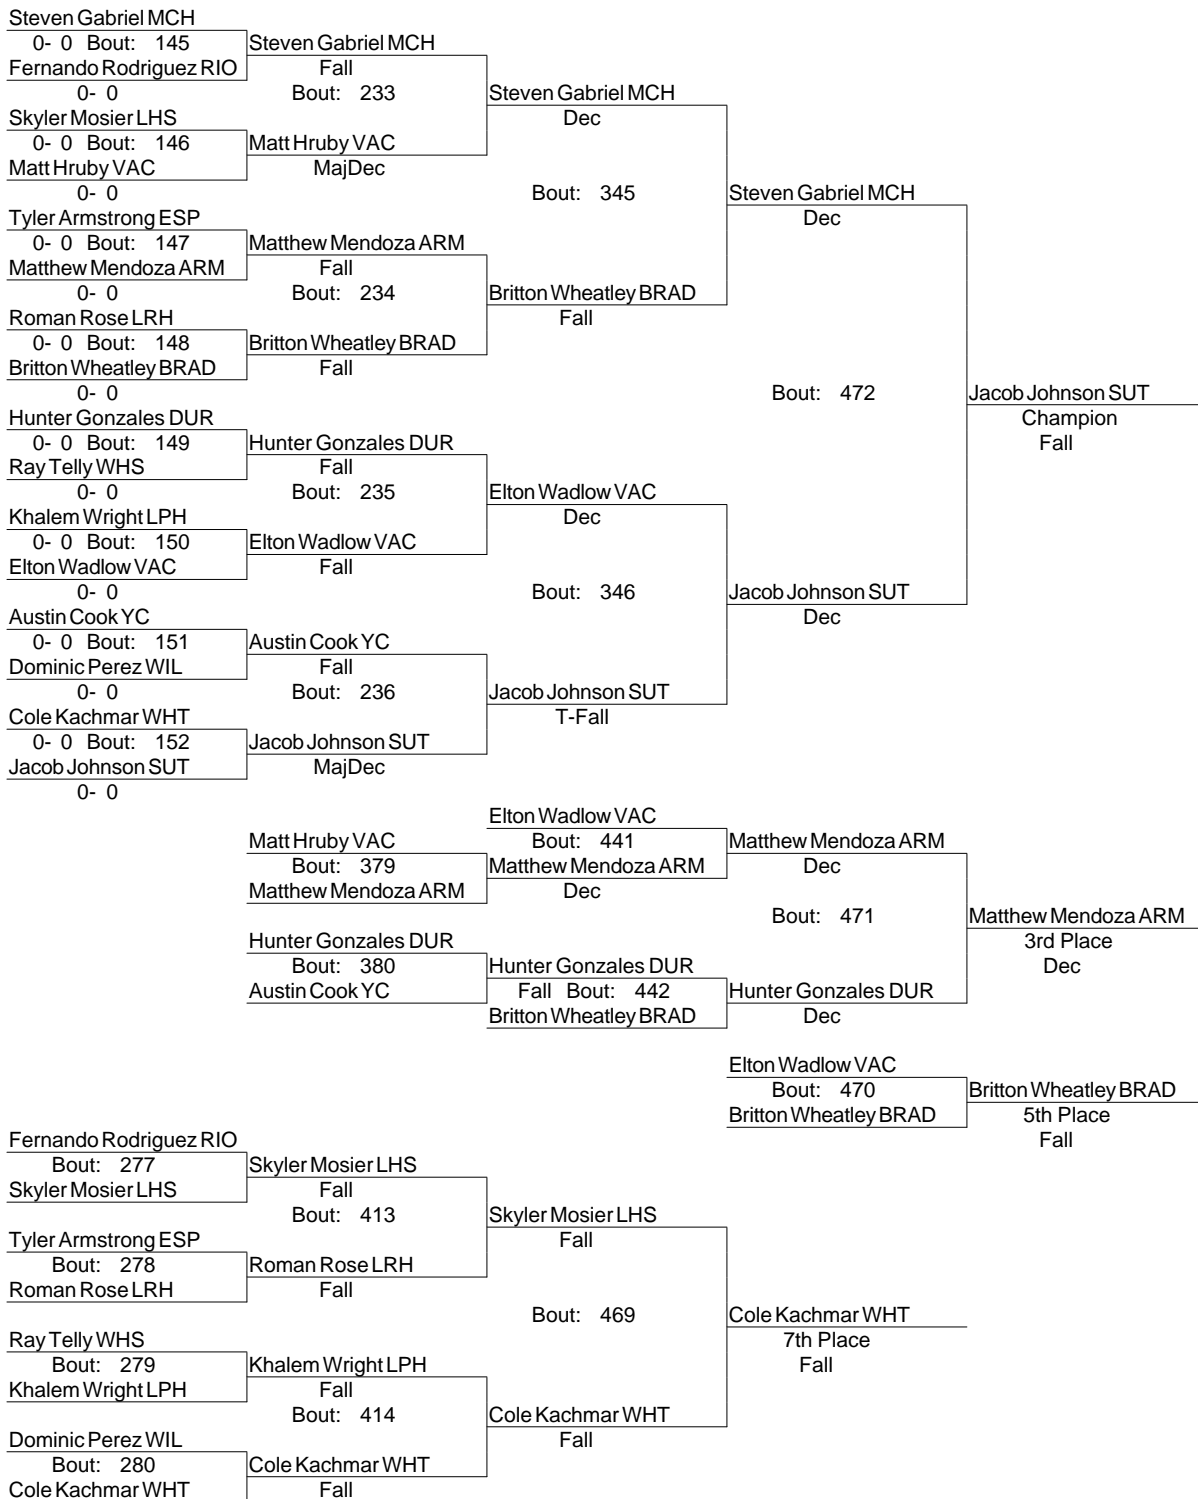 Steven Gabriel MCH
0- 0 Bout: 145 Steven Gabriel MCH
Fernando Rodriguez RIO Fall
0- 0 Bout: 233 Steven Gabriel MCH
Skyler Mosier LHS Dec
0- 0 Bout: 146 Matt Hruby VAC
Matt Hruby VAC MajDec
0- 0 Bout: 345 Steven Gabriel MCH
Tyler Armstrong ESP Dec
0- 0 Bout: 147 Matthew Mendoza ARM
Matthew Mendoza ARM Fall
0- 0 Bout: 234 Britton Wheatley BRAD
Roman Rose LRH Fall
0- 0 Bout: 148 Britton Wheatley BRAD
Britton Wheatley BRAD Fall
0- 0 Bout: 472 Jacob Johnson SUT
Hunter Gonzales DUR Champion
0- 0 Bout: 149 Hunter Gonzales DUR Fall
Ray Telly WHS Fall
0- 0 Bout: 235 Elton Wadlow VAC
Khalem Wright LPH Dec
0- 0 Bout: 150 Elton Wadlow VAC
Elton Wadlow VAC Fall
0- 0 Bout: 346 Jacob Johnson SUT
Austin Cook YC Dec
0- 0 Bout: 151 Austin Cook YC
Dominic Perez WIL Fall
0- 0 Bout: 236 Jacob Johnson SUT
Cole Kachmar WHT T-Fall
0- 0 Bout: 152 Jacob Johnson SUT
Jacob Johnson SUT MajDec
0- 0
Elton Wadlow VAC
Matt Hruby VAC Bout: 441 Matthew Mendoza ARM
Bout: 379 Matthew Mendoza ARM Dec
Matthew Mendoza ARM Dec
Bout: 471 Matthew Mendoza ARM
Hunter Gonzales DUR 3rd Place
Bout: 380 Hunter Gonzales DUR Dec
Austin Cook YC Fall Bout: 442 Hunter Gonzales DUR
Britton Wheatley BRAD Dec
Elton Wadlow VAC
Bout: 470 Britton Wheatley BRAD
Britton Wheatley BRAD 5th Place
Fernando Rodriguez RIO Fall
Bout: 277 Skyler Mosier LHS
Skyler Mosier LHS Fall
Bout: 413 Skyler Mosier LHS
Tyler Armstrong ESP Fall
Bout: 278 Roman Rose LRH
Roman Rose LRH Fall
Bout: 469 Cole Kachmar WHT
Ray Telly WHS 7th Place
Bout: 279 Khalem Wright LPH Fall
Khalem Wright LPH Fall
Bout: 414 Cole Kachmar WHT
Dominic Perez WIL Fall
Bout: 280 Cole Kachmar WHT
Cole Kachmar WHT Fall